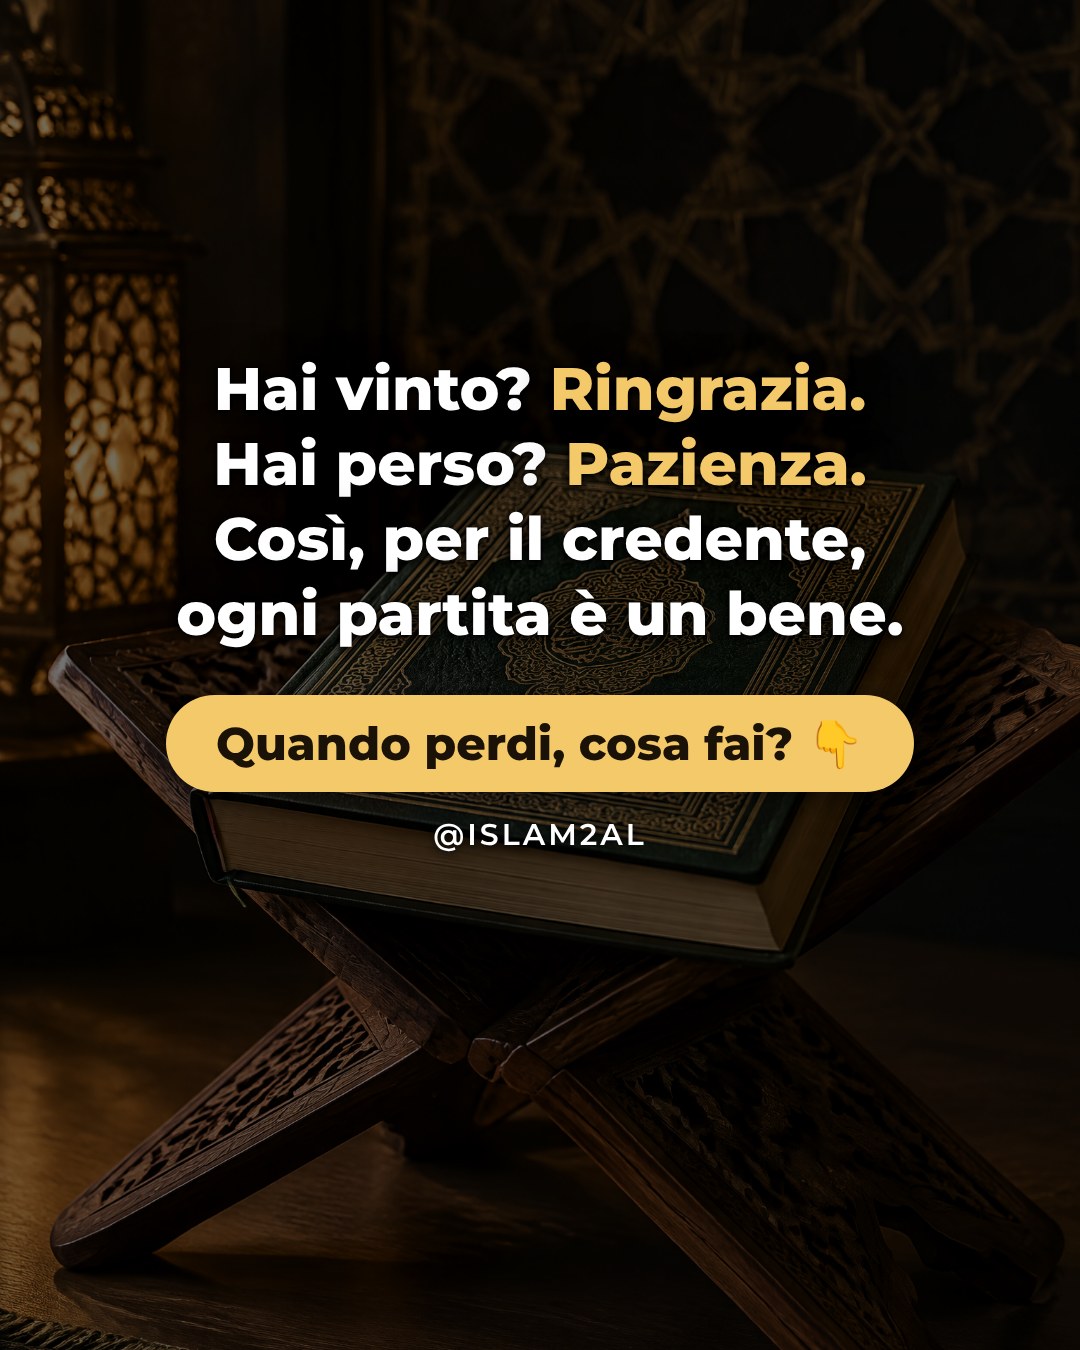 Hai vinto? Ringrazia.
Hai perso? Pazienza.
Così, per il credente,
ogni partita è un bene.
Quando perdi, cosa fai? 👇
@ISLAM2AL